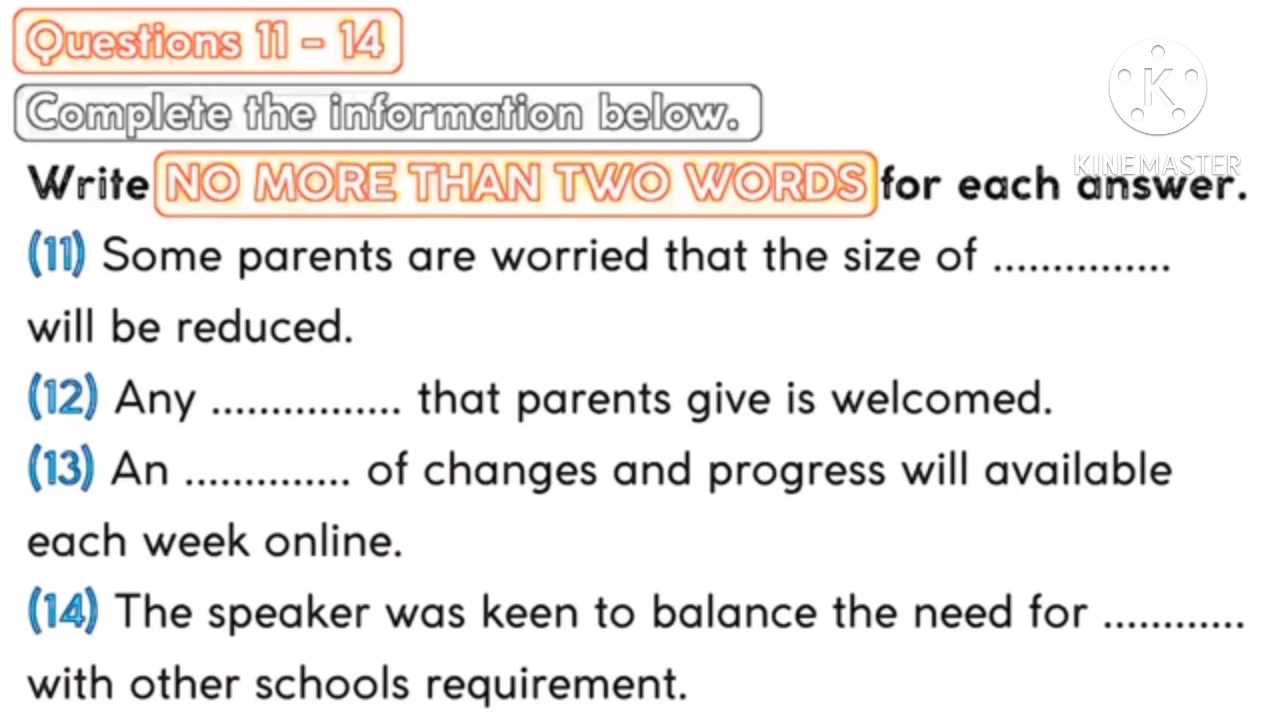 Questions 11 - 14
Complete the information below.
KINEMASTER
Write NO MORE THAN TWO WORDS for each answer.
(11) Some parents are worried that the size of ...............
will be reduced.
(12) Any ................ that parents give is welcomed.
(13) An .............. of changes and progress will available
each week online.
(14) The speaker was keen to balance the need for ............
with other schools requirement.